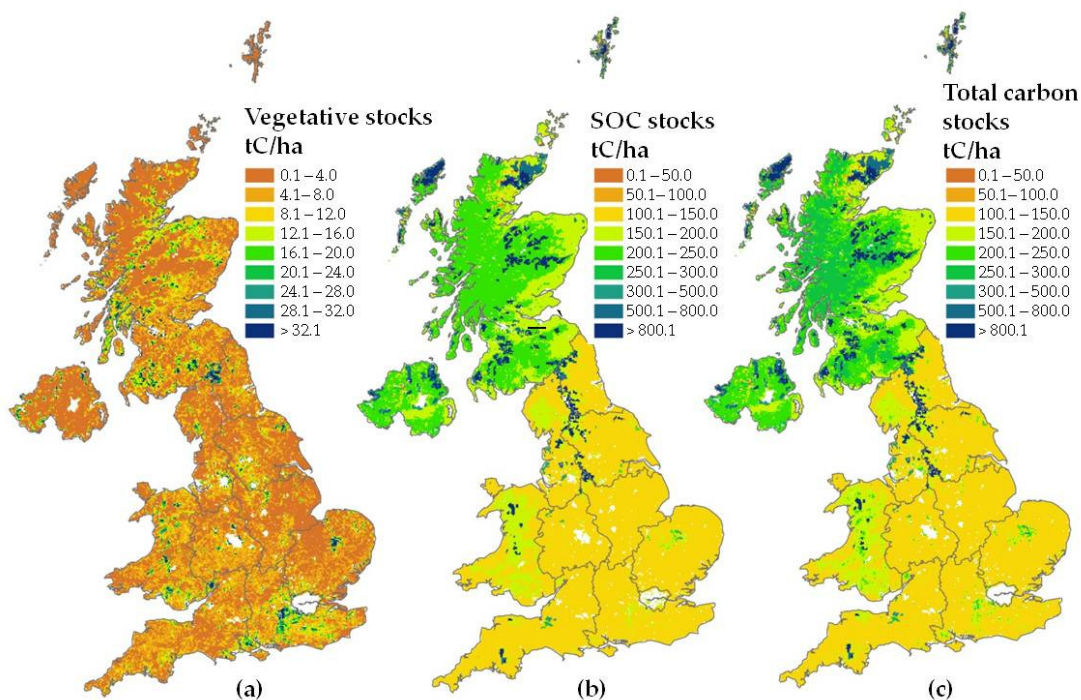 Vegetative stocks
tC/ha
0.1 – 4.0
4.1 – 8.0
8.1 – 12.0
12.1 – 16.0
16.1 – 20.0
20.1 – 24.0
24.1 – 28.0
28.1 – 32.0
> 32.1
(a)
SOC stocks
tC/ha
0.1 – 50.0
50.1 – 100.0
100.1 – 150.0
150.1 – 200.0
200.1 – 250.0
250.1 – 300.0
300.1 – 500.0
500.1 – 800.0
> 800.1
(b)
Total carbon
stocks
tC/ha
0.1 – 50.0
50.1 – 100.0
100.1 – 150.0
150.1 – 200.0
200.1 – 250.0
250.1 – 300.0
300.1 – 500.0
500.1 – 800.0
> 800.1
(c)